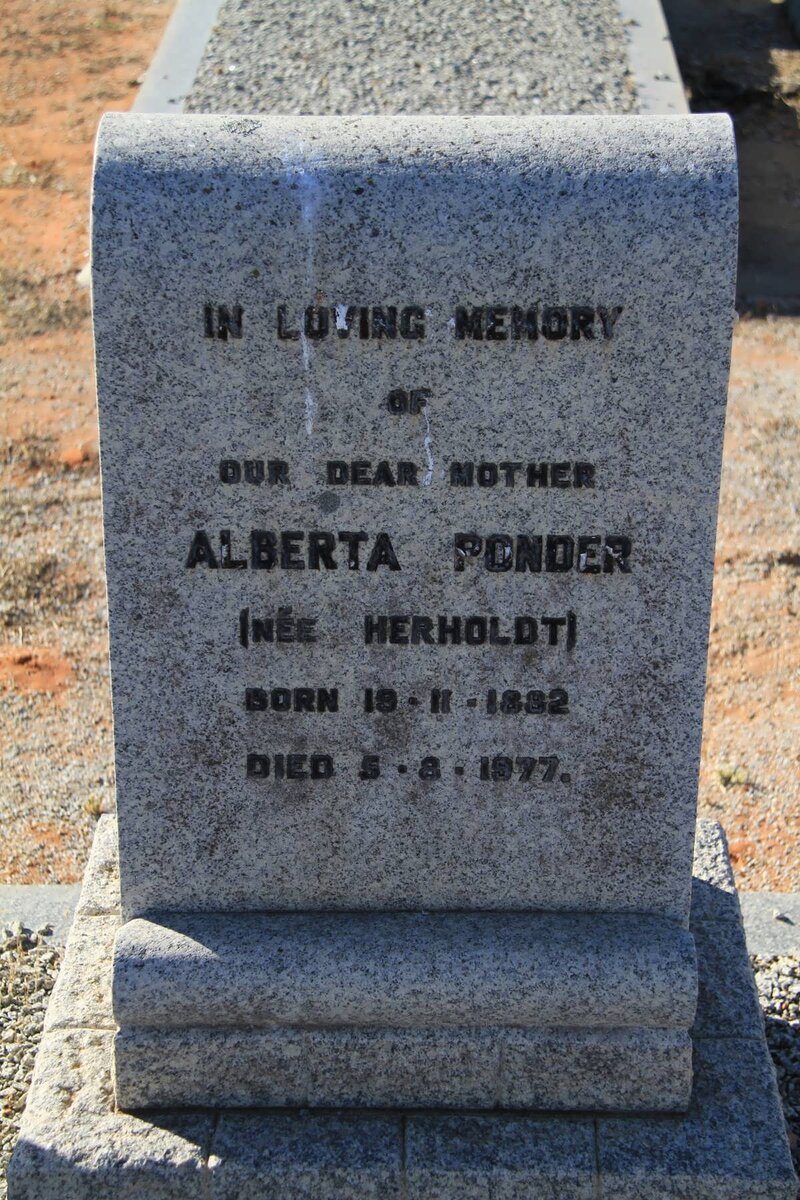 IN LOVING MEMORY
OF
OUR DEAR MOTHER
ALBERTA PONDER
(NÉE HERHOLDT)
BORN 19·11·1882
DIED 5·8·1977.